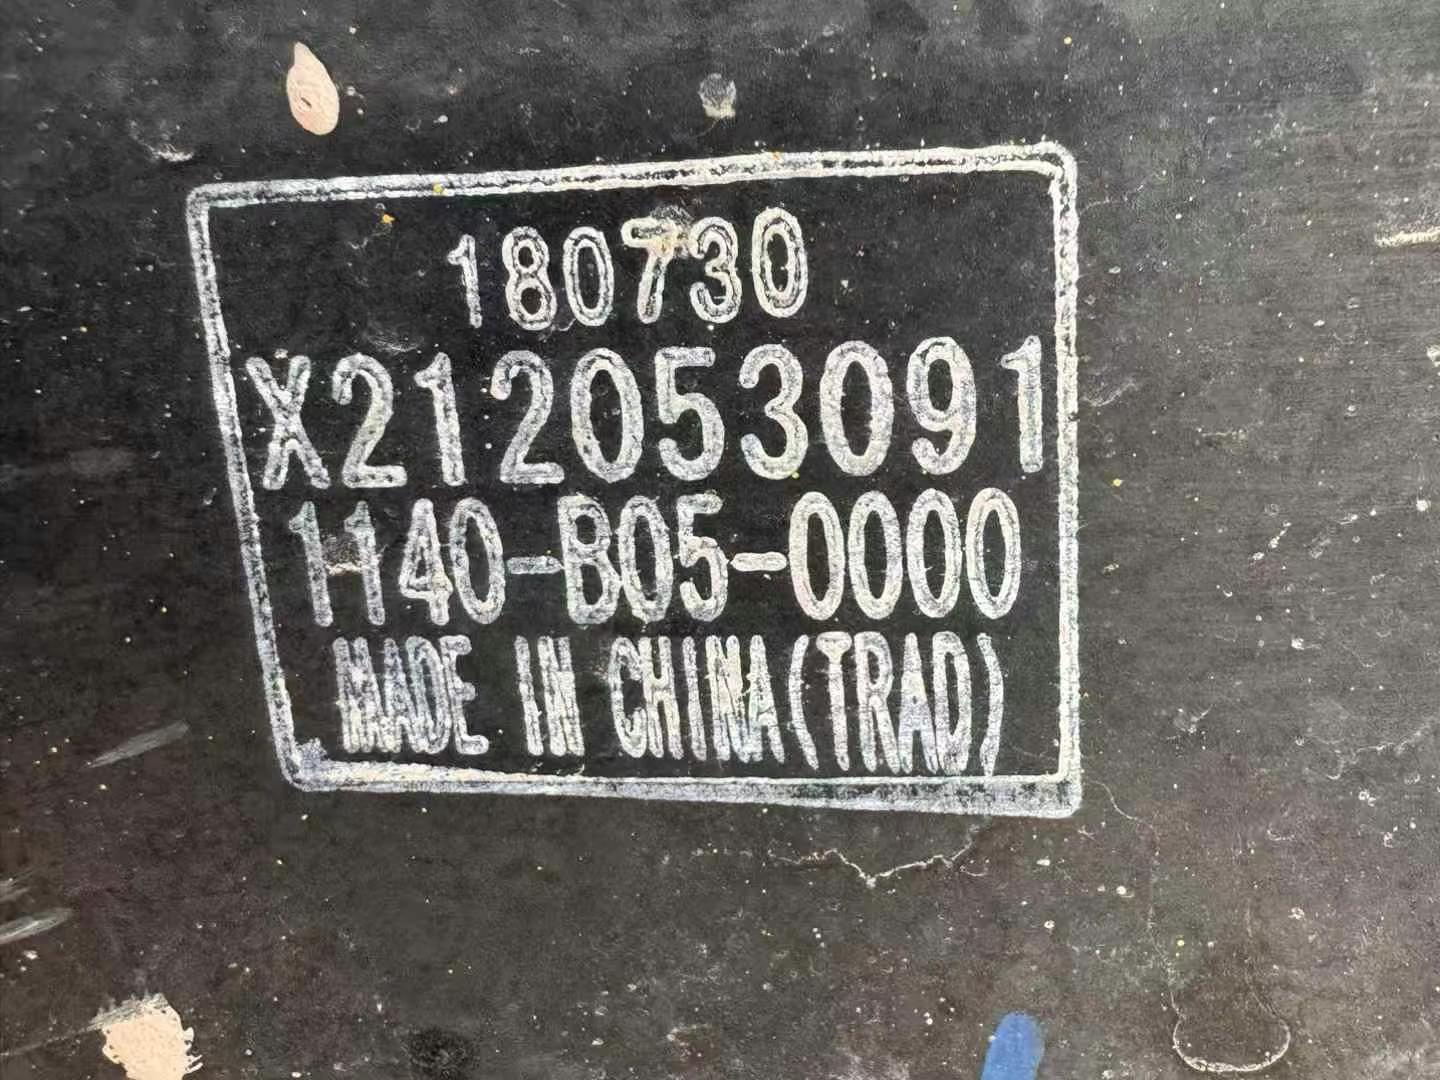 180730
X212053091
1140-B05-0000
MADE IN CHINA(TRAD)